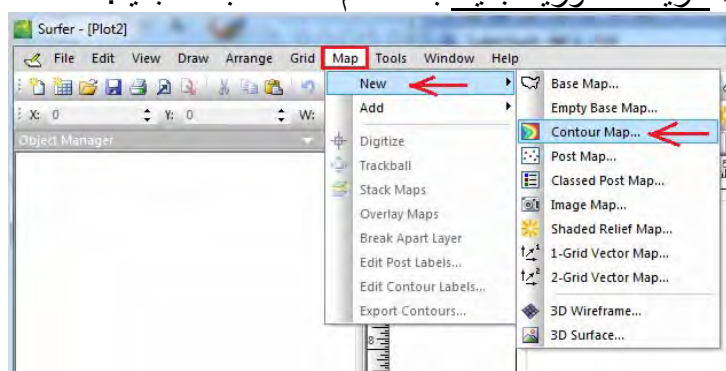 Surfer - [Plot2]
File Edit View Draw Arrange Grid Map Tools Window Help
X: 0 Y: 0 W:
Object Manager
New
Add
Digitize
Trackball
Stack Maps
Overlay Maps
Break Apart Layer
Edit Post Labels...
Edit Contour Labels...
Export Contours...
Base Map...
Empty Base Map...
Contour Map...
Post Map...
Classed Post Map...
Image Map...
Shaded Relief Map...
1-Grid Vector Map...
2-Grid Vector Map...
3D Wireframe...
3D Surface...
8